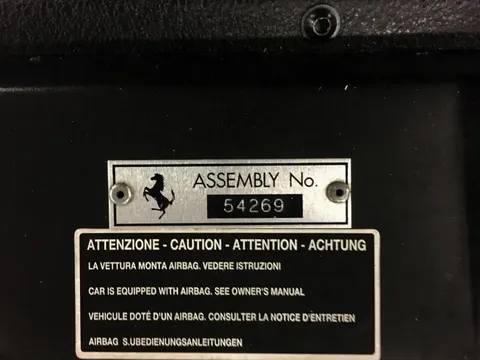 ASSEMBLY No.
54269
ATTENZIONE - CAUTION - ATTENTION - ACHTUNG
LA VETTURA MONTA AIRBAG. VEDERE ISTRUZIONI
CAR IS EQUIPPED WITH AIRBAG. SEE OWNER'S MANUAL
VEHICULE DOTÉ D'UN AIRBAG. CONSULTER LA NOTICE D'ENTRETIEN
AIRBAG S.UBEDIENUNGSANLEITUNGEN